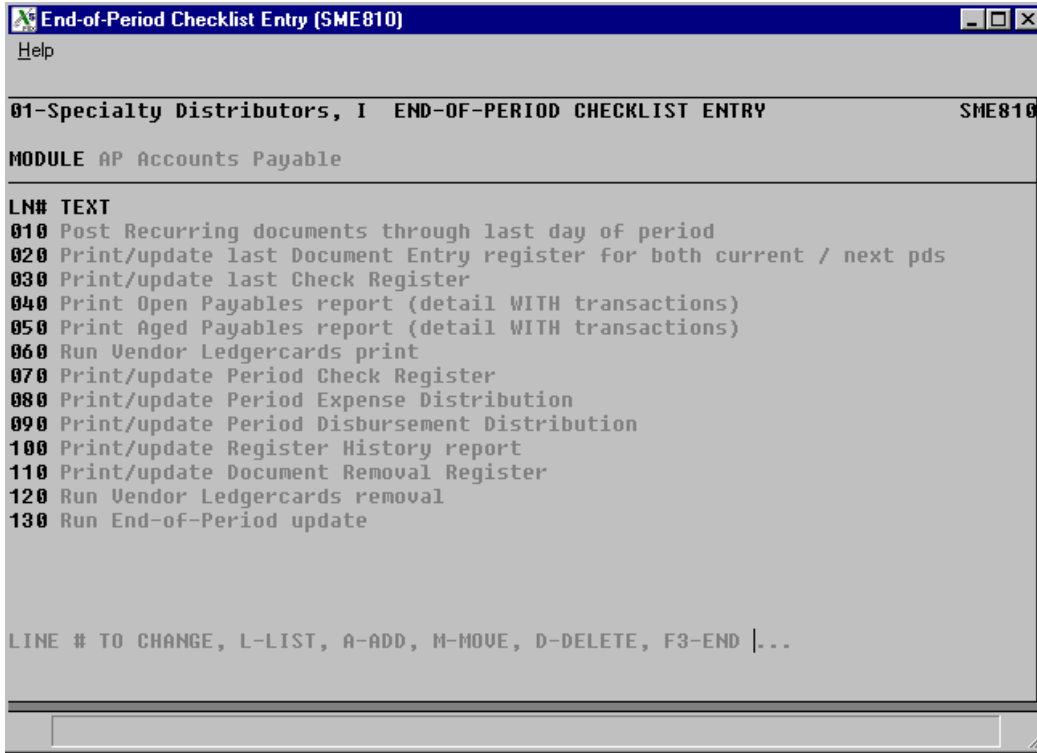 End-of-Period Checklist Entry (SME810)
Help
01-Specialty Distributors, I END-OF-PERIOD CHECKLIST ENTRY SME810
MODULE AP Accounts Payable
LN# TEXT
010 Post Recurring documents through last day of period
020 Print/update last Document Entry register for both current / next pds
030 Print/update last Check Register
040 Print Open Payables report (detail WITH transactions)
050 Print Aged Payables report (detail WITH transactions)
060 Run Vendor Ledgercards print
070 Print/update Period Check Register
080 Print/update Period Expense Distribution
090 Print/update Period Disbursement Distribution
100 Print/update Register History report
110 Print/update Document Removal Register
120 Run Vendor Ledgercards removal
130 Run End-of-Period update
LINE # TO CHANGE, L-LIST, A-ADD, M-MOVE, D-DELETE, F3-END ...